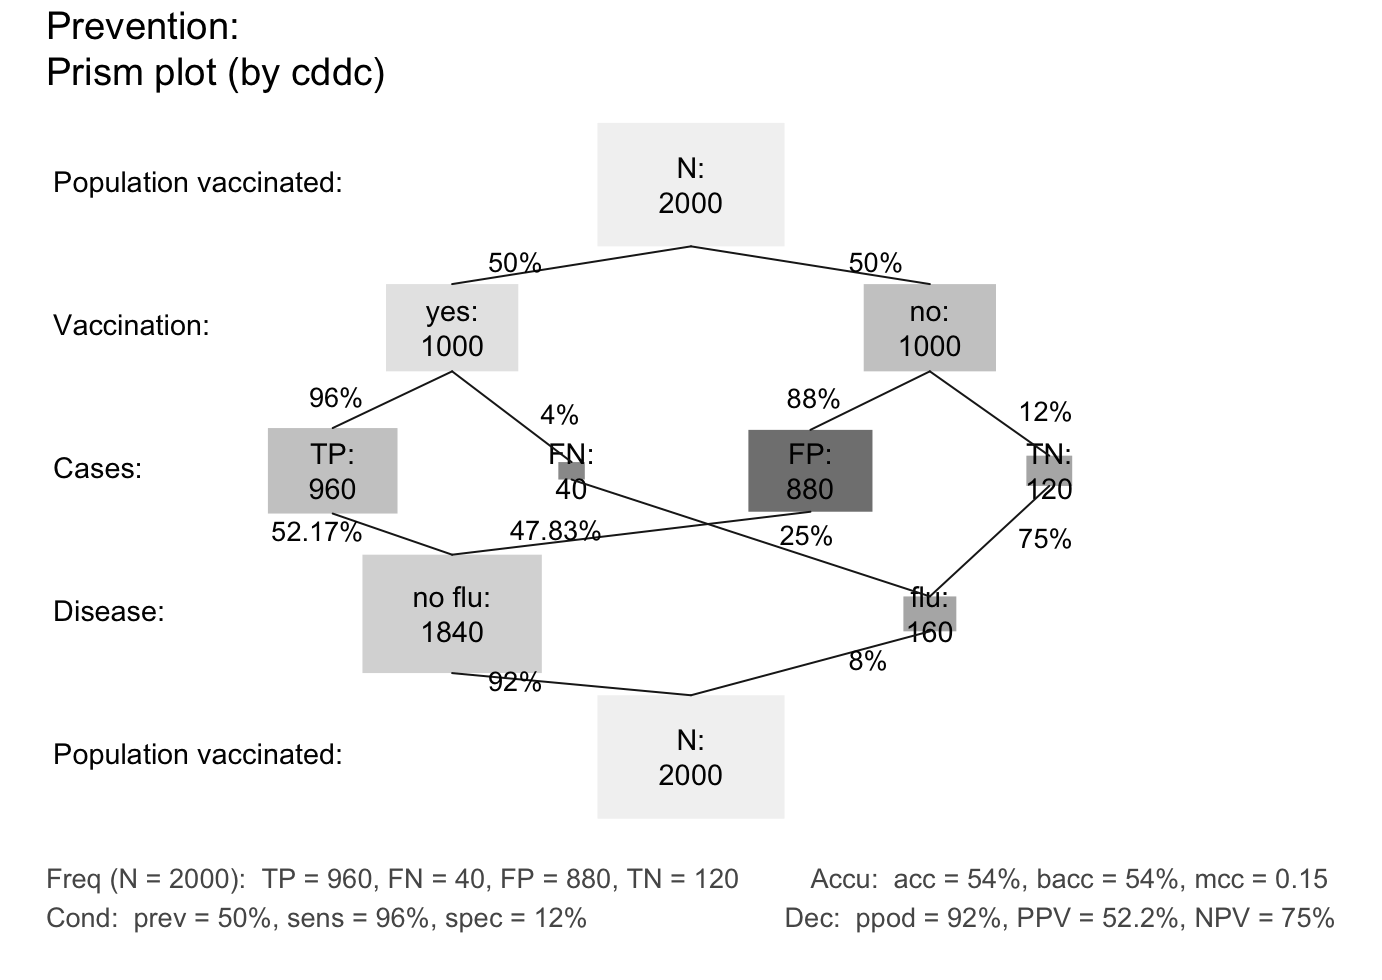 Prevention:
Prism plot (by cddc)
Population vaccinated:
N:
2000
50%
50%
Vaccination:
yes:
1000
no:
1000
96%
4%
88%
12%
Cases:
TP:
960
FN:
40
FP:
880
TN:
120
52.17%
47.83%
25%
75%
Disease:
no flu:
1840
flu:
160
92%
8%
Population vaccinated:
N:
2000
Freq (N = 2000):  TP = 960, FN = 40, FP = 880, TN = 120
Accu:  acc = 54%, bacc = 54%, mcc = 0.15
Cond:  prev = 50%, sens = 96%, spec = 12%
Dec:  ppod = 92%, PPV = 52.2%, NPV = 75%